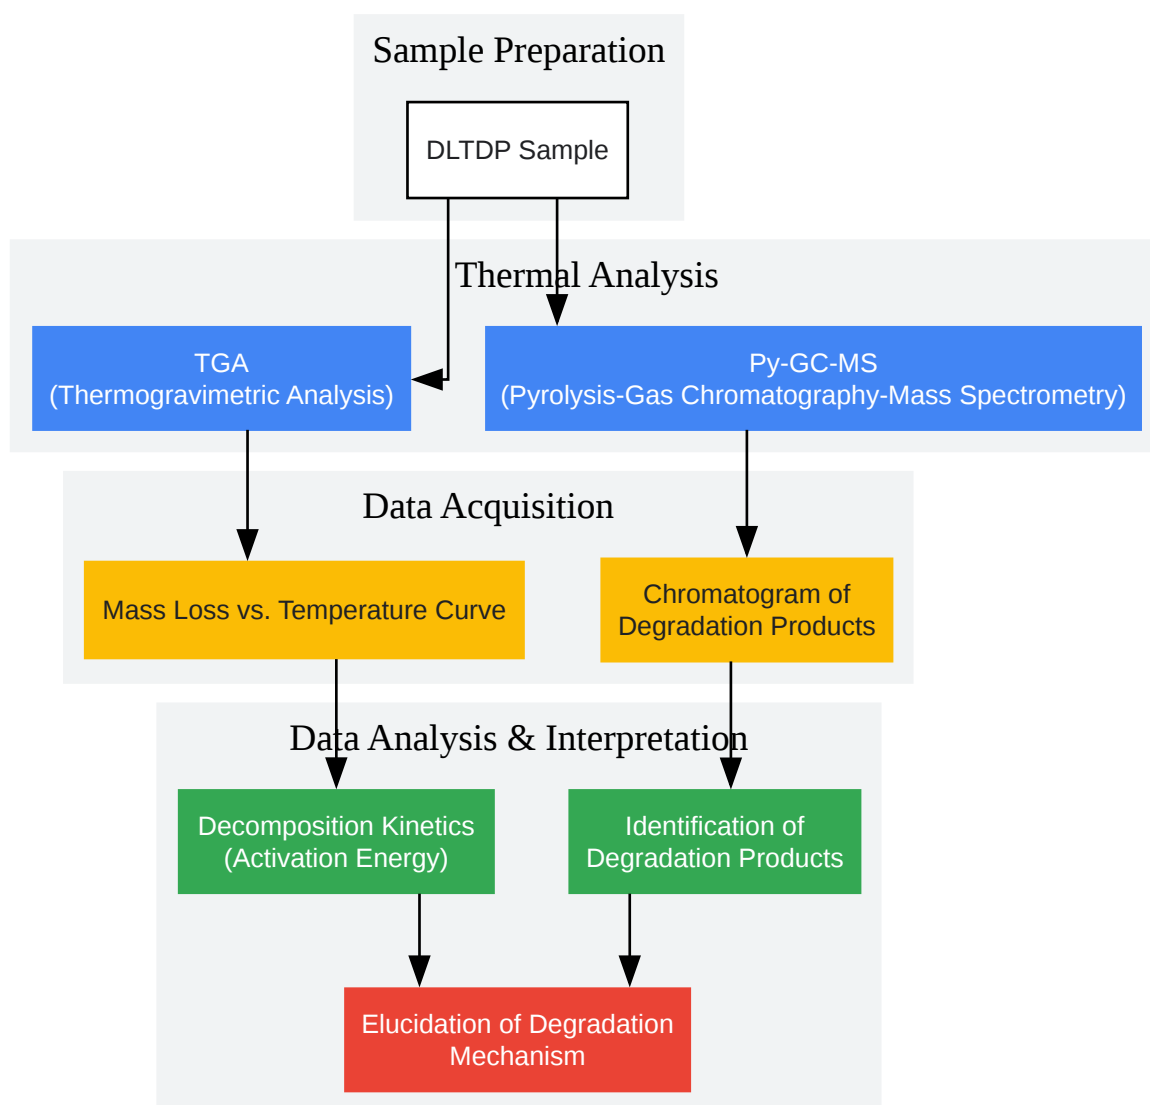 Sample Preparation
DLTDP Sample
Thermal Analysis
TGA
(Thermogravimetric Analysis)
Py-GC-MS
(Pyrolysis-Gas Chromatography-Mass Spectrometry)
Data Acquisition
Mass Loss vs. Temperature Curve
Chromatogram of
Degradation Products
Data Analysis & Interpretation
Decomposition Kinetics
(Activation Energy)
Identification of
Degradation Products
Elucidation of Degradation
Mechanism